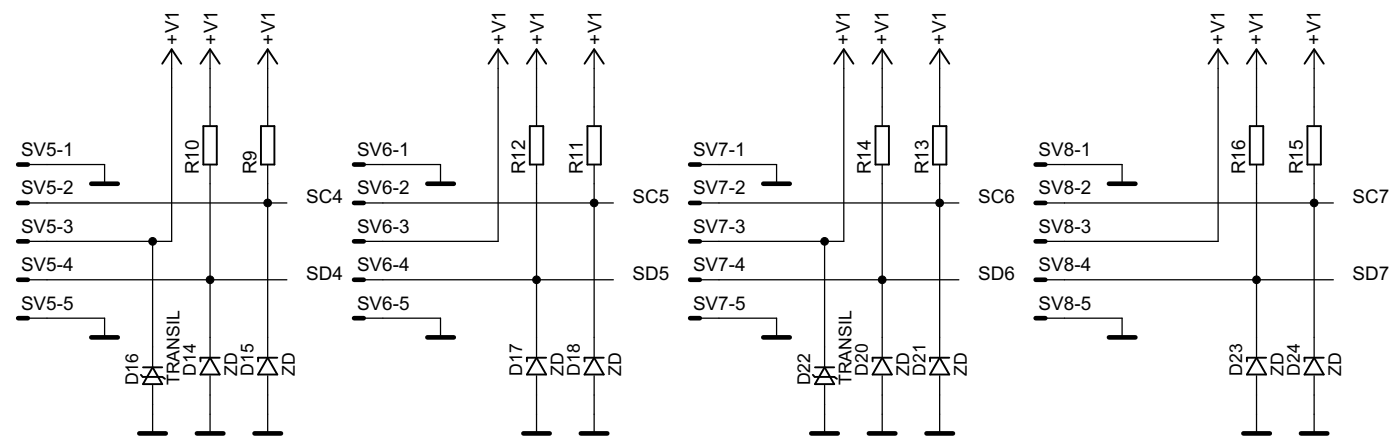 +V1 +V1 +V1 +V1 +V1 +V1 +V1 +V1 +V1 +V1 +V1 +V1
R10 R9 R12 R11 R14 R13 R16 R15
SV5-1 SV6-1 SV7-1 SV8-1
SV5-2 SC4 SV6-2 SC5 SV7-2 SC6 SV8-2 SC7
SV5-3 SV6-3 SV7-3 SV8-3
SV5-4 SD4 SV6-4 SD5 SV7-4 SD6 SV8-4 SD7
SV5-5 SV6-5 SV7-5 SV8-5
D16 TRANSIL D14 ZD D15 ZD D17 ZD D18 ZD D22 TRANSIL D20 ZD D21 ZD D23 ZD D24 ZD